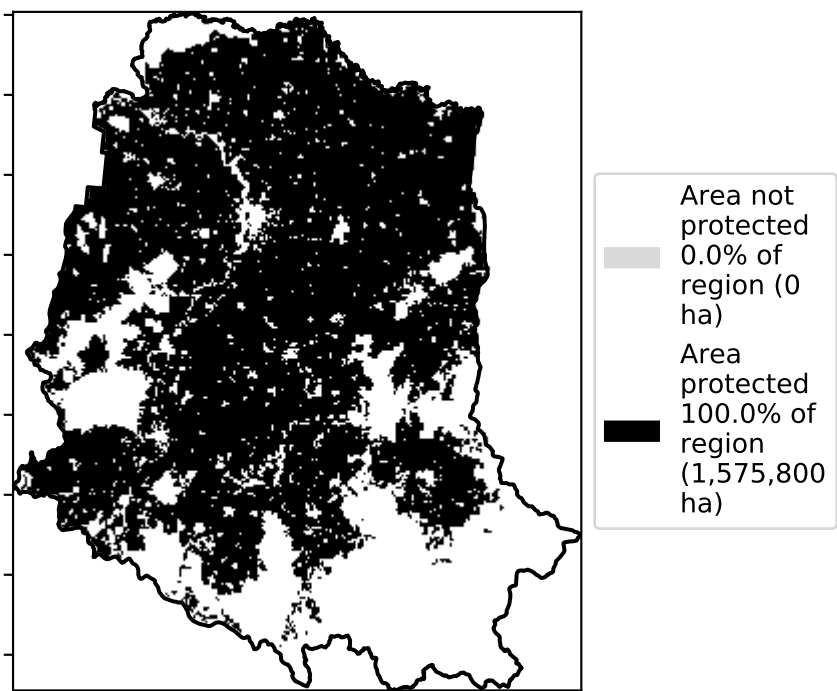 Area not
protected
0.0% of
region (0
ha)
Area
protected
100.0% of
region
(1,575,800
ha)